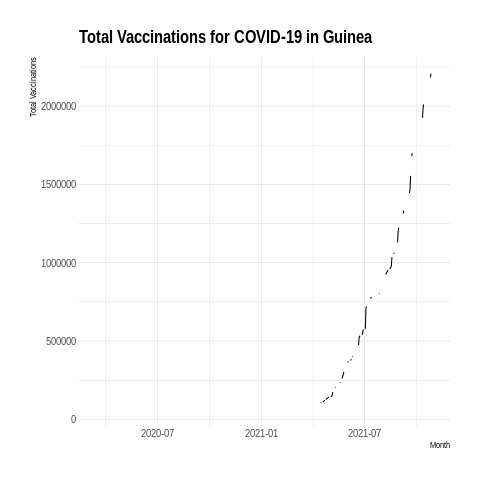 Total Vaccinations for COVID-19 in Guinea
Total Vaccinations
2000000
1500000
1000000
500000
0
2020-07
2021-01
2021-07
Month